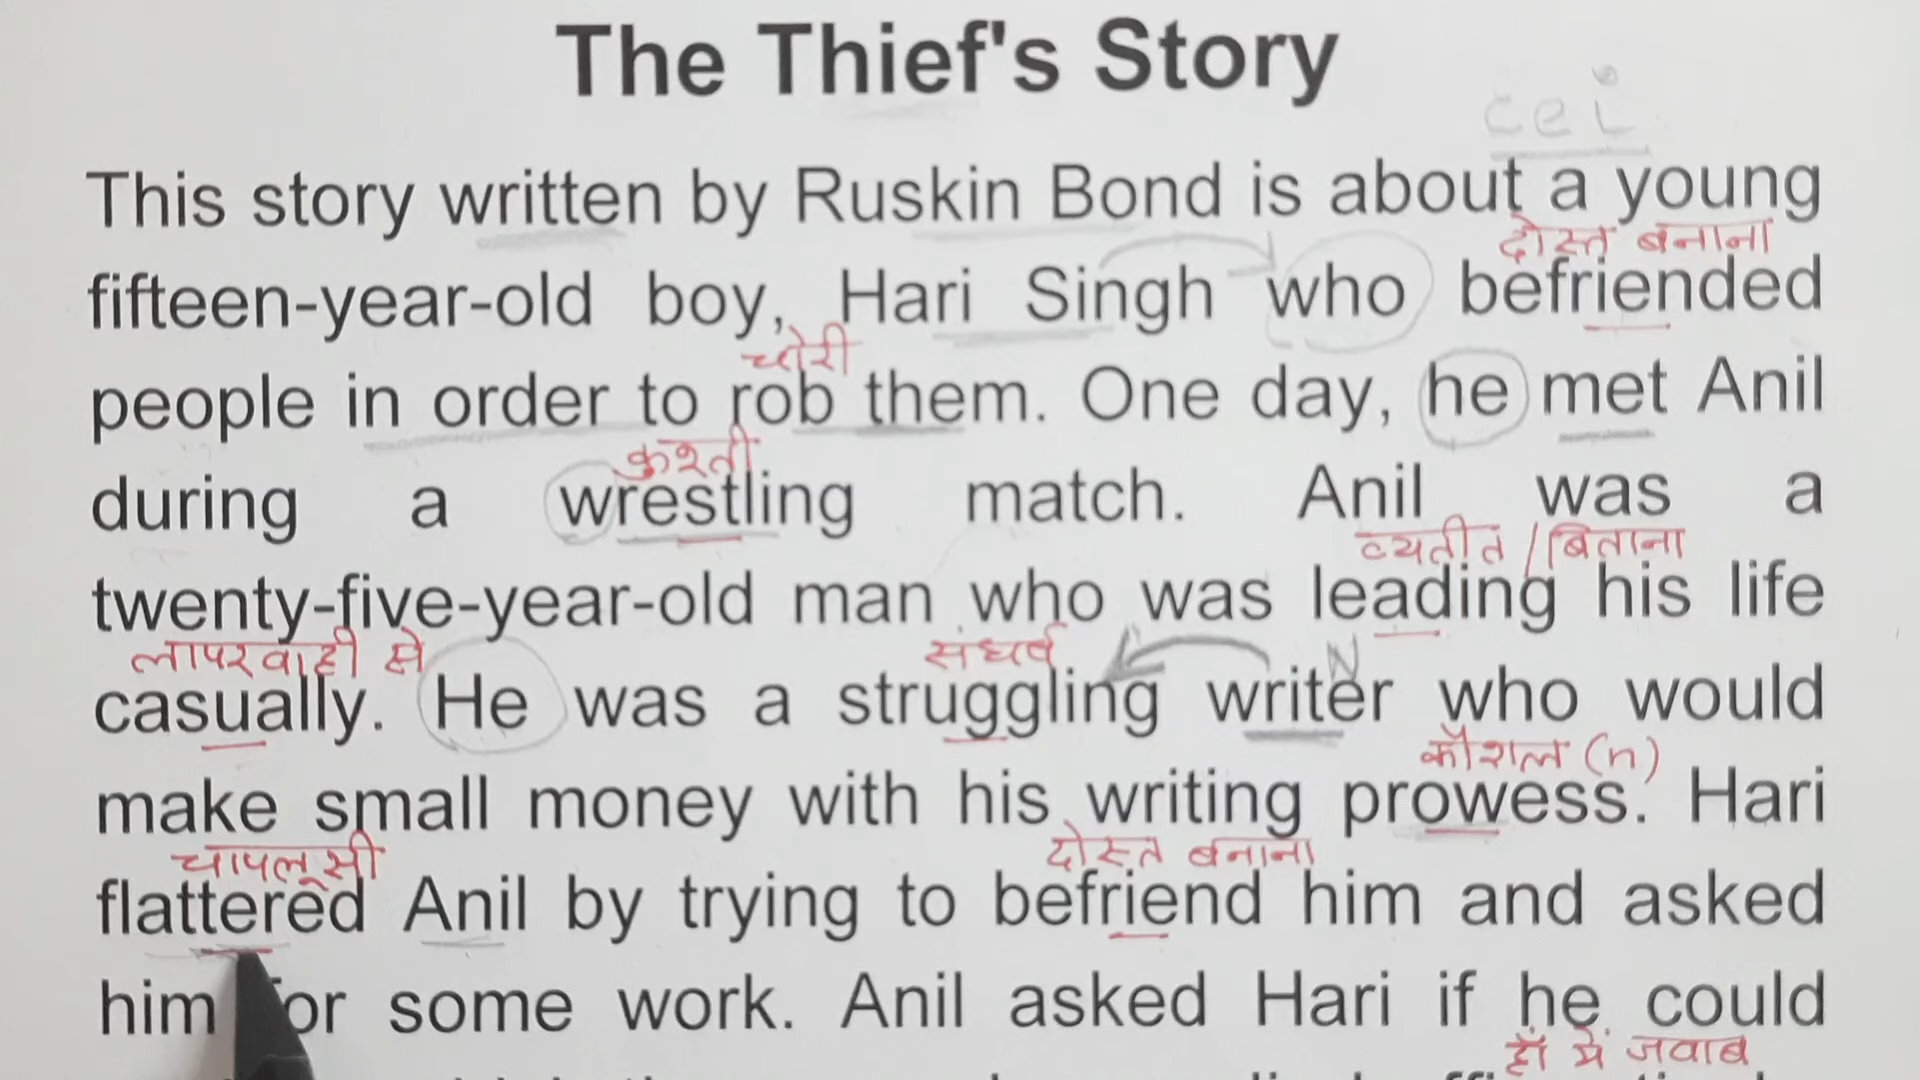 The Thief's Story
cei
This story written by Ruskin Bond is about a young
दोस्त बनाना
fifteen-year-old boy, Hari Singh who befriended
चोरी
people in order to rob them. One day, he met Anil
कुश्ती
during a wrestling match. Anil was a
व्यतीत / बिताना
twenty-five-year-old man who was leading his life
लापरवाही से संघर्ष N
casually. He was a struggling writer who would
कौशल (n)
make small money with his writing prowess. Hari
चापलूसी दोस्त बनाना
flattered Anil by trying to befriend him and asked
him for some work. Anil asked Hari if he could
हाँ में जवाब